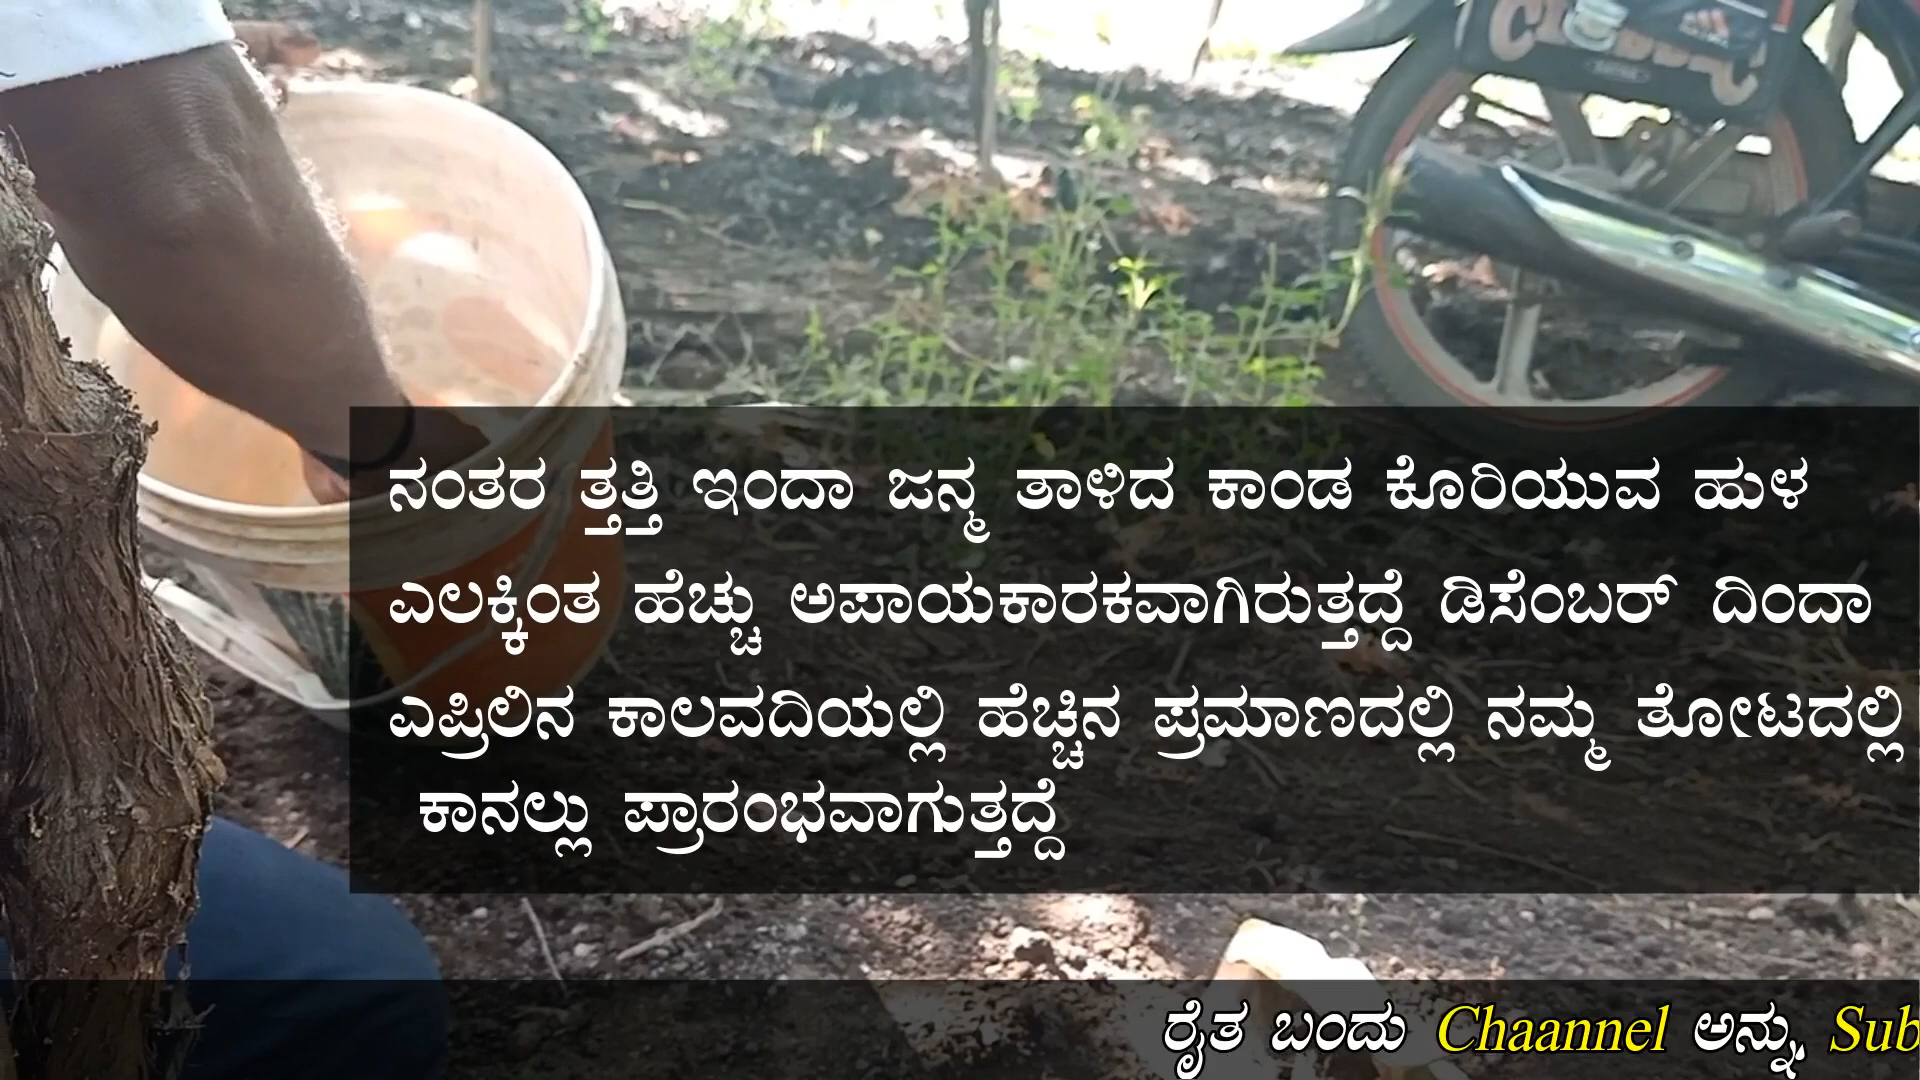 CLASSIC
ನಂತರ ತ್ತತ್ತಿ ಇಂದಾ ಜನ್ಮ ತಾಳಿದ ಕಾಂಡ ಕೊರಿಯುವ ಹುಳ
ಎಲಕ್ಕಿಂತ ಹೆಚ್ಚು ಅಪಾಯಕಾರಕವಾಗಿರುತ್ತದ್ದೆ ಡಿಸೆಂಬರ್ ದಿಂದಾ
ಎಪ್ರಿಲಿನ ಕಾಲವದಿಯಲ್ಲಿ ಹೆಚ್ಚಿನ ಪ್ರಮಾಣದಲ್ಲಿ ನಮ್ಮ ತೋಟದಲ್ಲಿ
ಕಾನಲ್ಲು ಪ್ರಾರಂಭವಾಗುತ್ತದ್ದೆ
ರೈತ ಬಂದು Chaannel ಅನ್ನು Sub